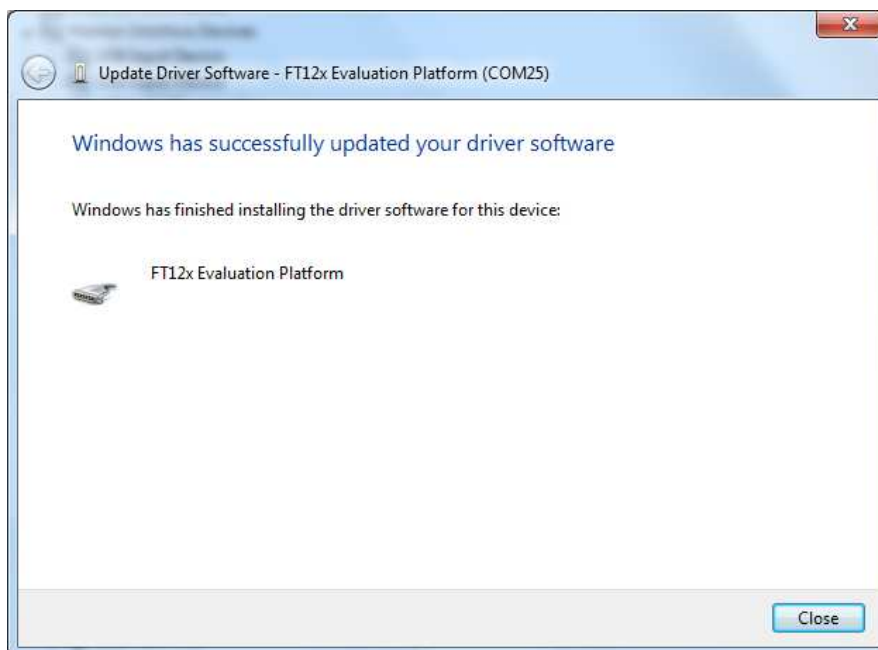 Update Driver Software - FT12x Evaluation Platform (COM25)
Windows has successfully updated your driver software
Windows has finished installing the driver software for this device:
FT12x Evaluation Platform
Close